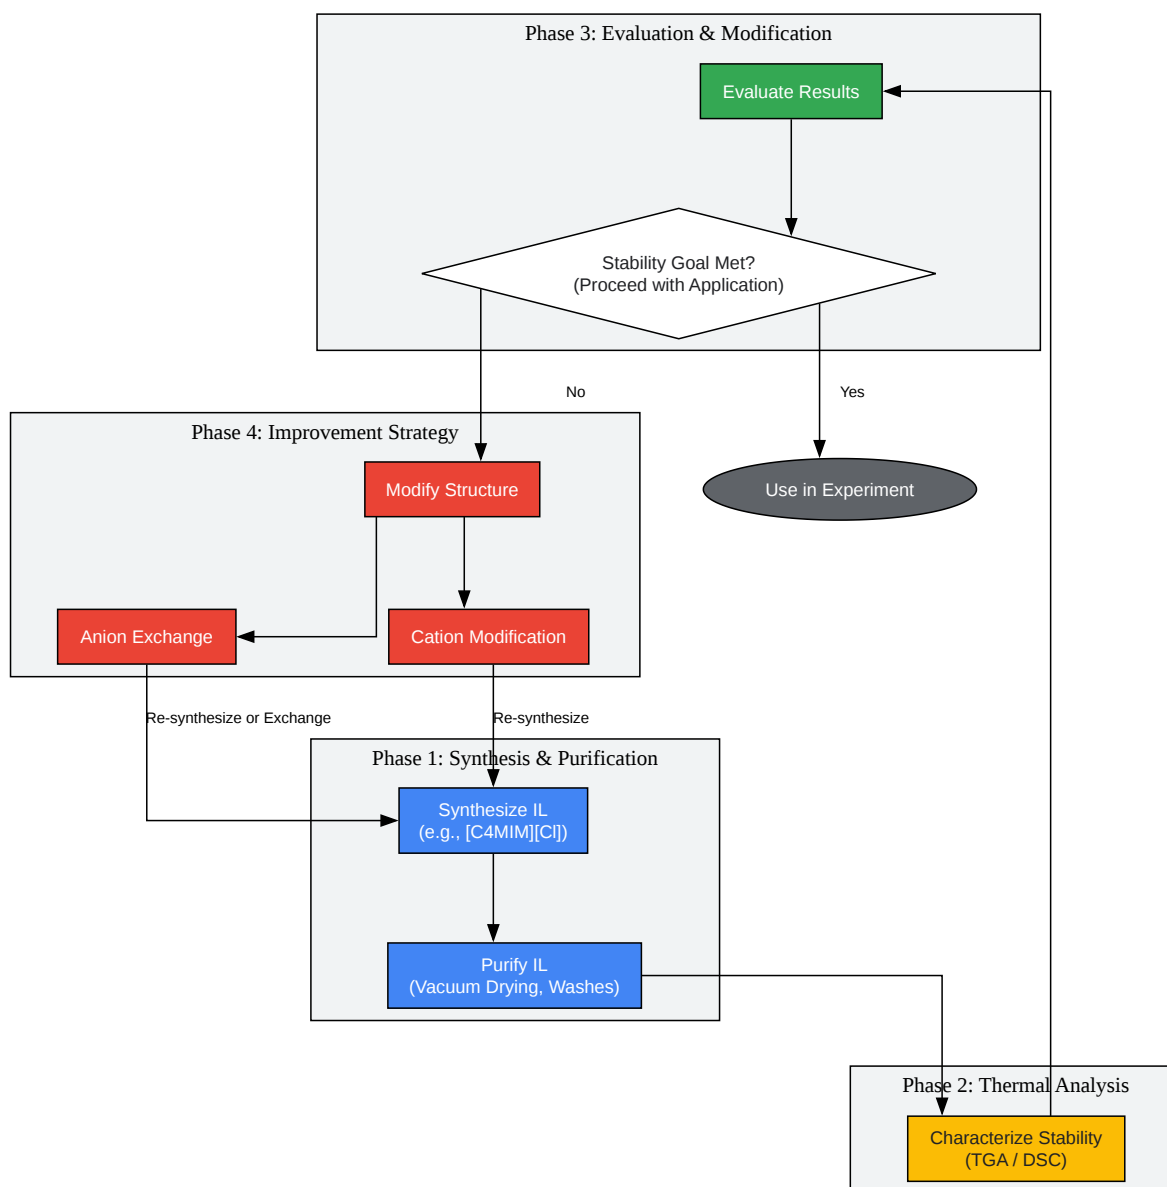 Phase 3: Evaluation & Modification
Evaluate Results
Stability Goal Met?
(Proceed with Application)
No
Yes
Phase 4: Improvement Strategy
Modify Structure
Use in Experiment
Anion Exchange
Cation Modification
Re-synthesize or Exchange
Re-synthesize
Phase 1: Synthesis & Purification
Synthesize IL
(e.g., [C4MIM][Cl])
Purify IL
(Vacuum Drying, Washes)
Phase 2: Thermal Analysis
Characterize Stability
(TGA / DSC)